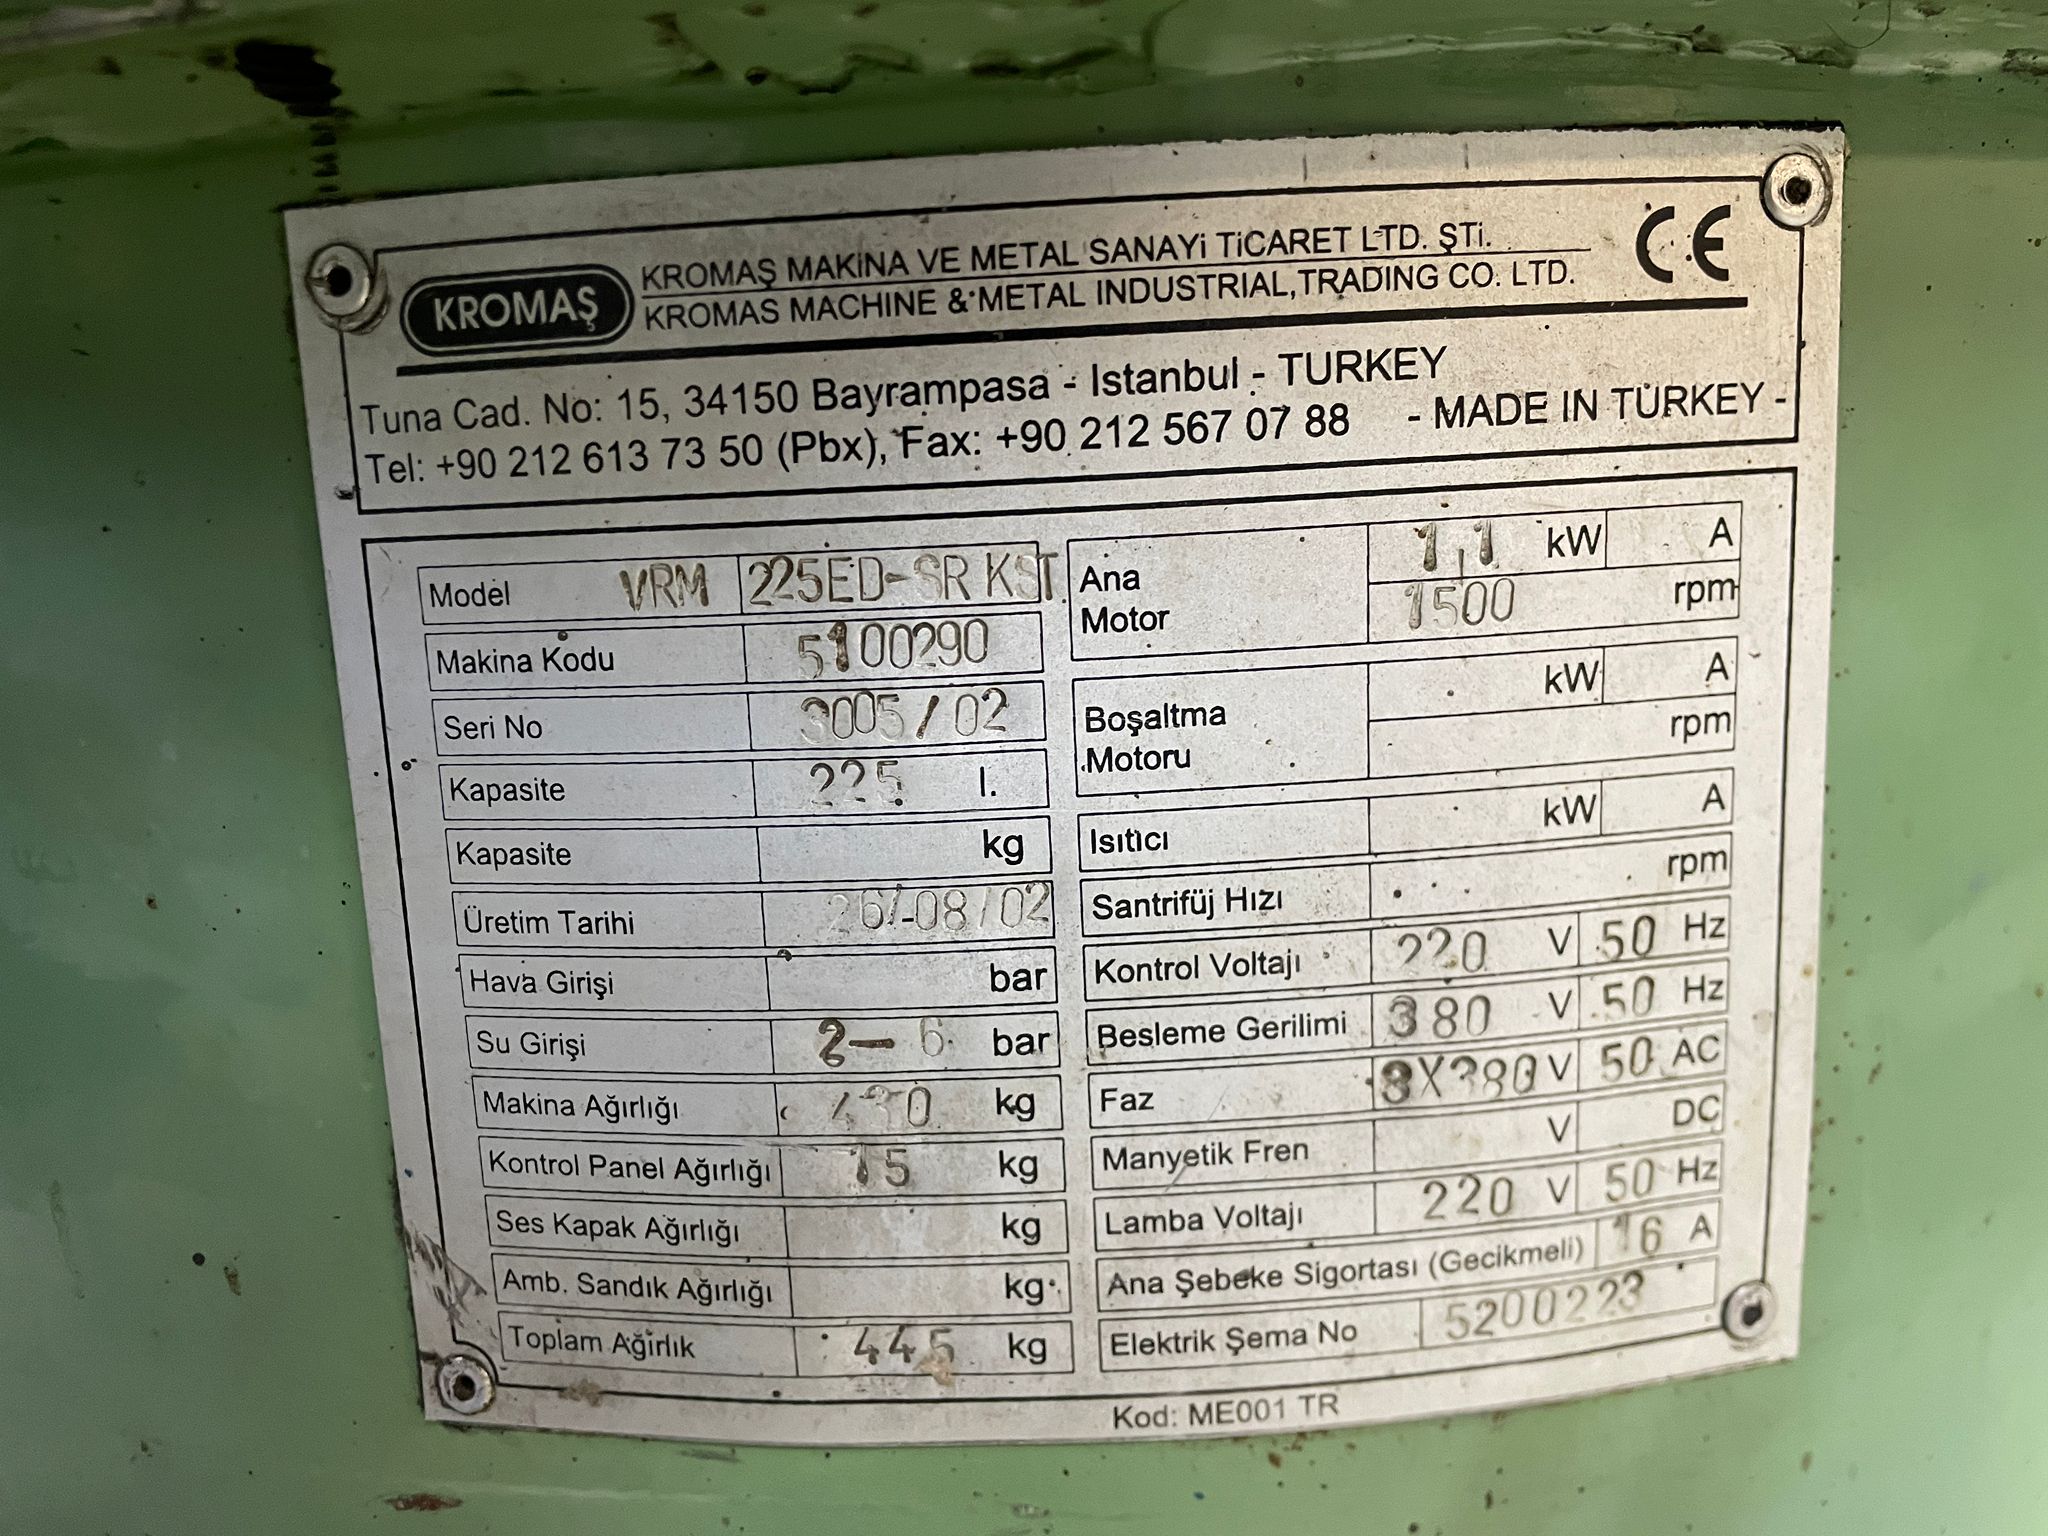 KROMAŞ
KROMAŞ MAKİNA VE METAL SANAYİ TİCARET LTD. ŞTİ.
KROMAS MACHINE & METAL INDUSTRIAL, TRADING CO. LTD.
CE
Tuna Cad. No: 15, 34150 Bayrampasa - Istanbul - TURKEY
Tel: +90 212 613 73 50 (Pbx), Fax: +90 212 567 07 88 - MADE IN TURKEY -
Model VRM 225ED-SR KST
Makina Kodu 5100290
Seri No 3005/02
Kapasite 225 l.
Kapasite kg
Üretim Tarihi 26/-08/02
Hava Girişi bar
Su Girişi 2-6 bar
Makina Ağırlığı 430 kg
Kontrol Panel Ağırlığı 15 kg
Ses Kapak Ağırlığı kg
Amb. Sandık Ağırlığı kg
Toplam Ağırlık 445 kg
Ana Motor 1,1 kW A
1500 rpm
Boşaltma Motoru kW A
rpm
Isıtıcı kW A
Santrifüj Hızı rpm
Kontrol Voltajı 220 V 50 Hz
Besleme Gerilimi 380 V 50 Hz
Faz 3X380 V 50 AC
Manyetik Fren V DC
Lamba Voltajı 220 V 50 Hz
Ana Şebeke Sigortası (Gecikmeli) 16 A
Elektrik Şema No 5200223
Kod: ME001 TR